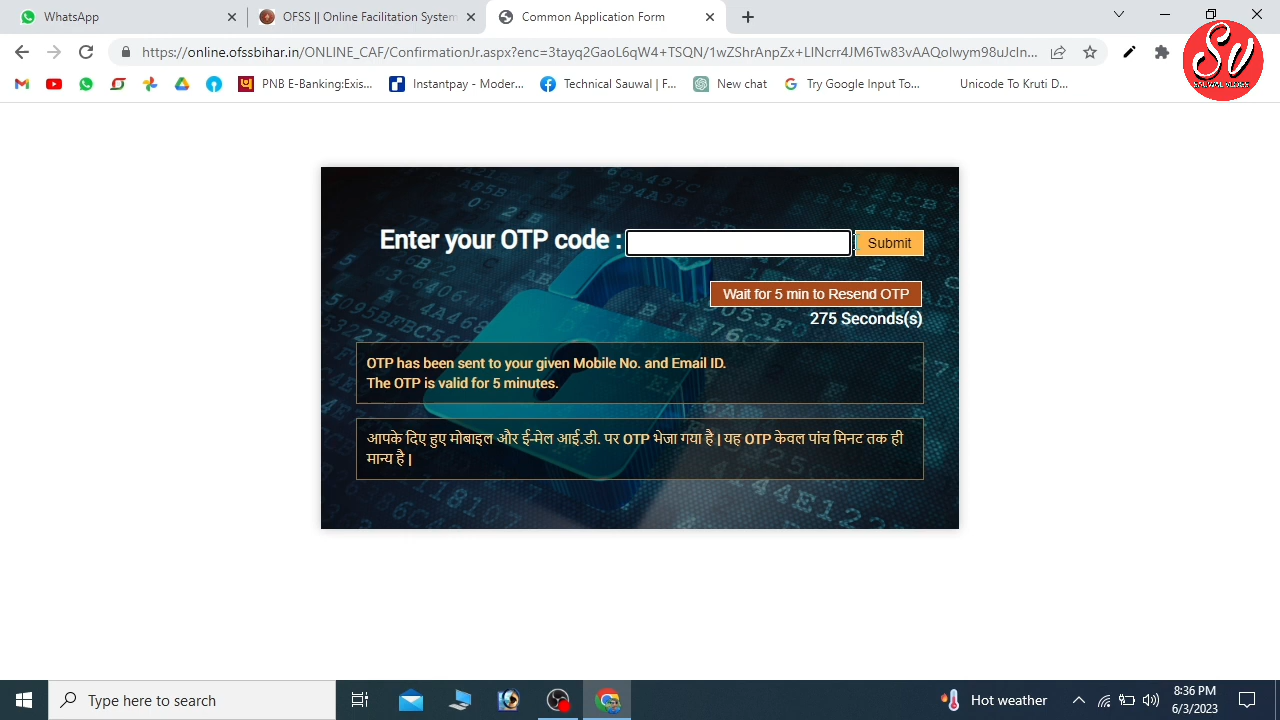 WhatsApp
OFSS || Online Facilitation System
Common Application Form
https://online.ofssbihar.in/ONLINE_CAF/ConfirmationJr.aspx?enc=3tayq2GaoL6qW4+TSQN/1wZShrAnpZx+LlNcrr4JM6Tw83vAAQolwym98uJcln...
PNB E-Banking:Exis...
Instantpay - Moder...
Technical Sauwal | F...
New chat
Try Google Input To...
Unicode To Kruti D...
SV
Enter your OTP code :
Submit
Wait for 5 min to Resend OTP
275 Seconds(s)
OTP has been sent to your given Mobile No. and Email ID.
The OTP is valid for 5 minutes.
आपके दिए हुए मोबाइल और ई-मेल आई.डी. पर OTP भेजा गया है | यह OTP केवल पांच मिनट तक ही
मान्य है |
Type here to search
Hot weather
8:36 PM
6/3/2023